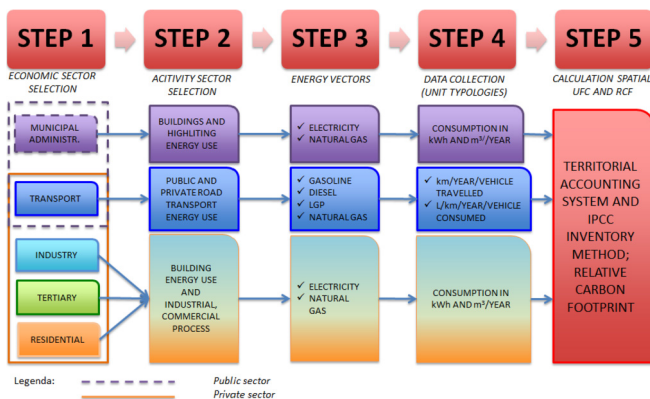 STEP 1
STEP 2
STEP 3
STEP 4
STEP 5
ECONOMIC SECTOR
SELECTION
ACITIVITY SECTOR
SELECTION
ENERGY VECTORS
DATA COLLECTION
(UNIT TYPOLOGIES)
CALCULATION SPATIAL
UFC AND RCF
MUNICIPAL
ADMINISTR.
BUILDINGS AND
HIGHLITING
ENERGY USE
✓ ELECTRICITY
✓ NATURAL GAS
CONSUMPTION IN
kWh AND m³/YEAR
TRANSPORT
PUBLIC AND
PRIVATE ROAD
TRANSPORT
ENERGY USE
✓ GASOLINE
✓ DIESEL
✓ LGP
✓ NATURAL GAS
✓ km/YEAR/VEHICLE
TRAVELLED
✓ L/km/YEAR/VEHICLE
CONSUMED
INDUSTRY
TERTIARY
RESIDENTIAL
BUILDING
ENERGY USE
AND
INDUSTRIAL,
COMMERCIAL
PROCESS
✓ ELECTRICITY
✓ NATURAL
GAS
CONSUMPTION IN
kWh AND m³/YEAR
TERRITORIAL
ACCOUNTING
SYSTEM AND
IPCC
INVENTORY
METHOD;
RELATIVE
CARBON
FOOTPRINT
Legenda:
Public sector
Private sector